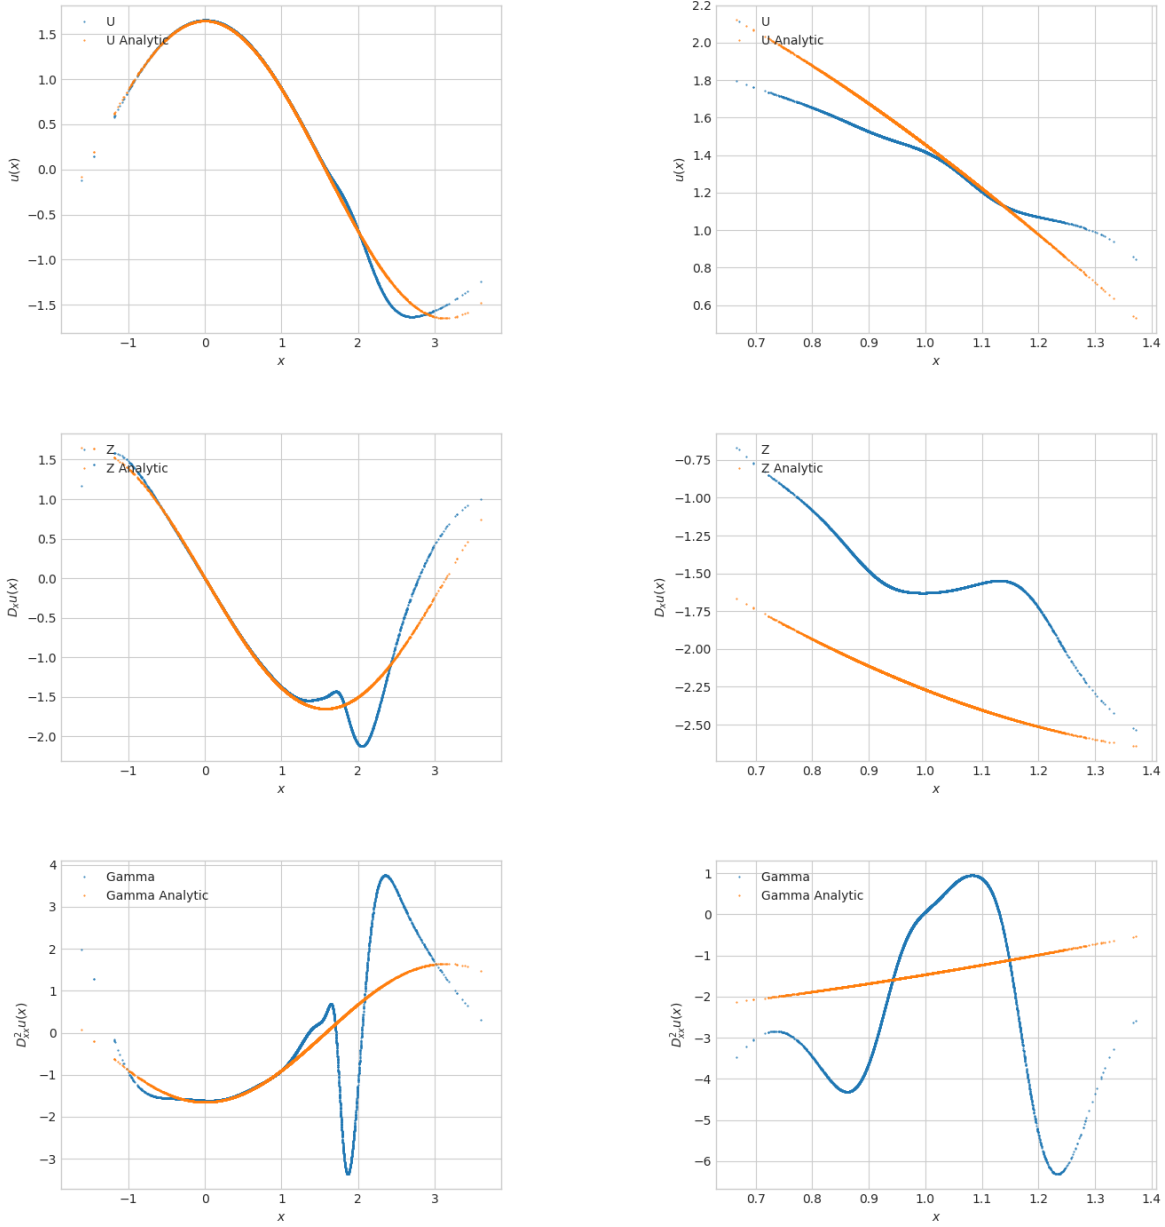 U
U Analytic
1.5
1.0
0.5
0.0
−0.5
−1.0
−1.5
u(x)
−1 0 1 2 3
x
U
U Analytic
2.2
2.0
1.8
1.6
1.4
1.2
1.0
0.8
0.6
u(x)
0.7 0.8 0.9 1.0 1.1 1.2 1.3 1.4
x
Z
Z Analytic
1.5
1.0
0.5
0.0
−0.5
−1.0
−1.5
−2.0
Dₓu(x)
−1 0 1 2 3
x
Z
Z Analytic
−0.75
−1.00
−1.25
−1.50
−1.75
−2.00
−2.25
−2.50
Dₓu(x)
0.7 0.8 0.9 1.0 1.1 1.2 1.3 1.4
x
Gamma
Gamma Analytic
4
3
2
1
0
−1
−2
−3
D²ₓₓu(x)
−1 0 1 2 3
x
Gamma
Gamma Analytic
1
0
−1
−2
−3
−4
−5
−6
D²ₓₓu(x)
0.7 0.8 0.9 1.0 1.1 1.2 1.3 1.4
x